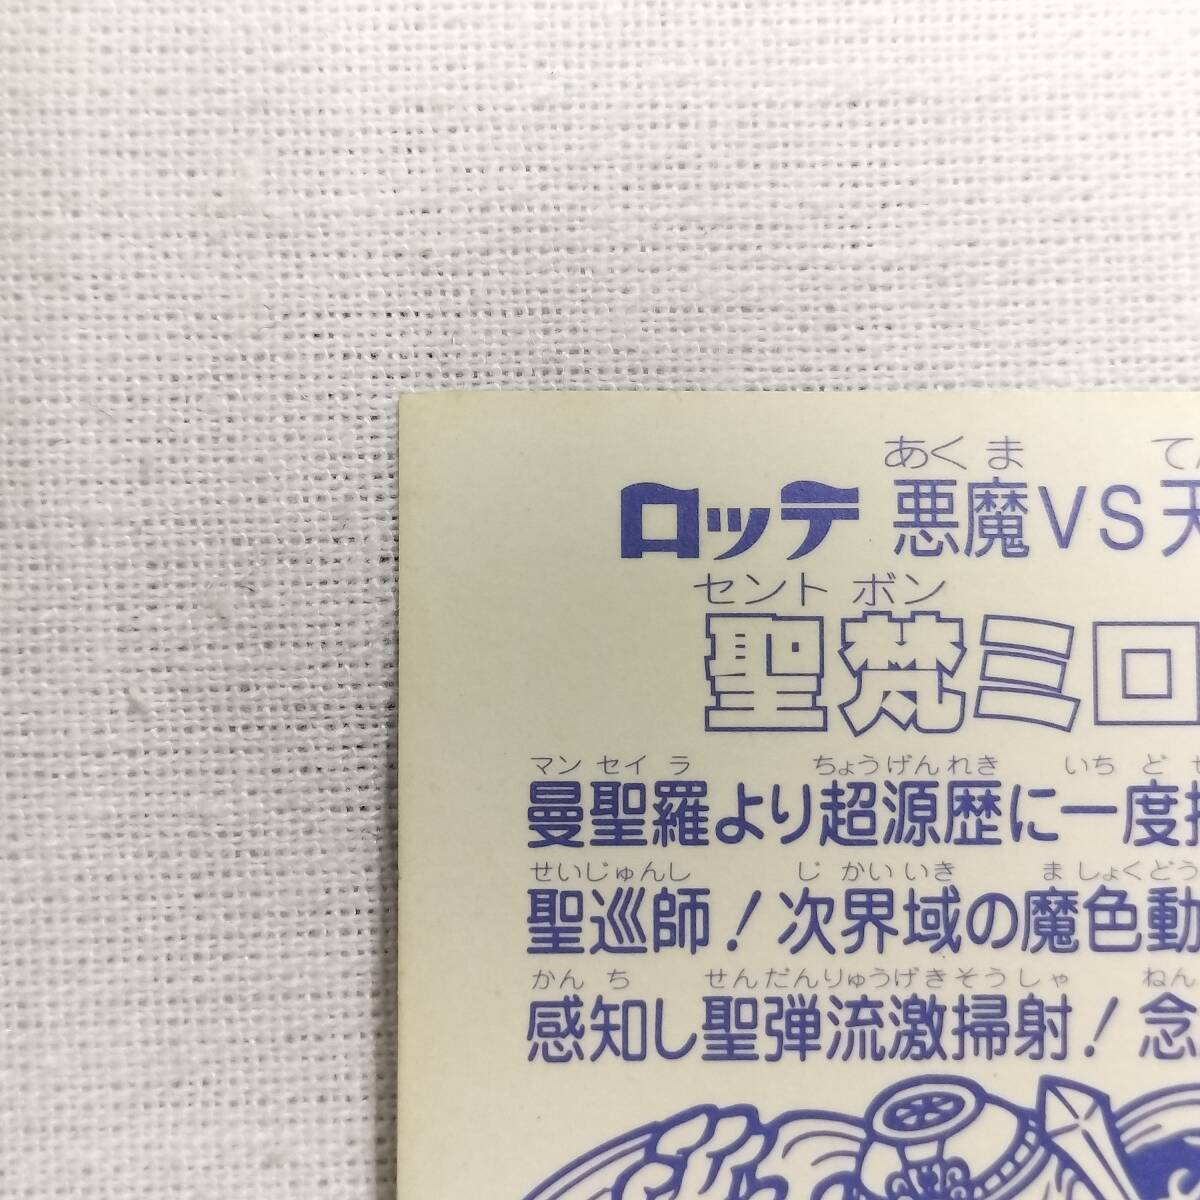 あくま てん
ロッテ 悪魔VS天
セントボン
聖梵ミロ
マンセイラ ちょうげんれき いちど
曼聖羅より超源歴に一度
せいじゅんし じかいいき ましょくどう
聖巡師！次界域の魔色動
かんち せんだんりゅうげきそうしゃ ねん
感知し聖弾流激掃射！念